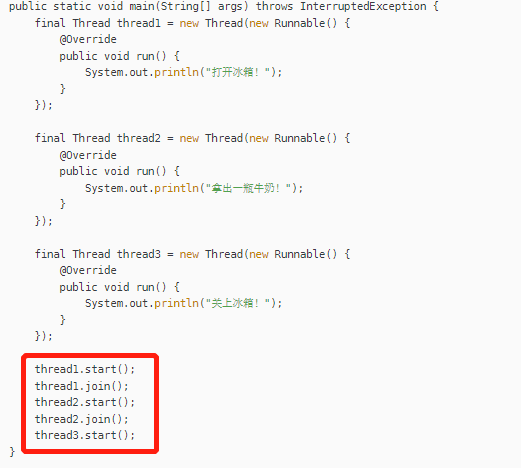 public static void main(String[] args) throws InterruptedException {
final Thread thread1 = new Thread(new Runnable() {
@Override
public void run() {
System.out.println("打开冰箱！");
}
});
final Thread thread2 = new Thread(new Runnable() {
@Override
public void run() {
System.out.println("拿出一瓶牛奶！");
}
});
final Thread thread3 = new Thread(new Runnable() {
@Override
public void run() {
System.out.println("关上冰箱！");
}
});
thread1.start();
thread1.join();
thread2.start();
thread2.join();
thread3.start();
}